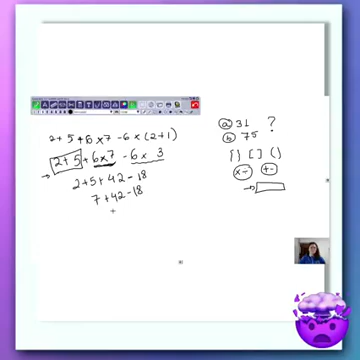 2 + 5 + 6 x 7 - 6 x (2+1)
2 + 5 + 6 x 7 - 6 x 3
→ 2 + 5 + 42 - 18
7 + 42 - 18
a 31 ?
b 75
{ } [ ] ( )
x ÷ + -